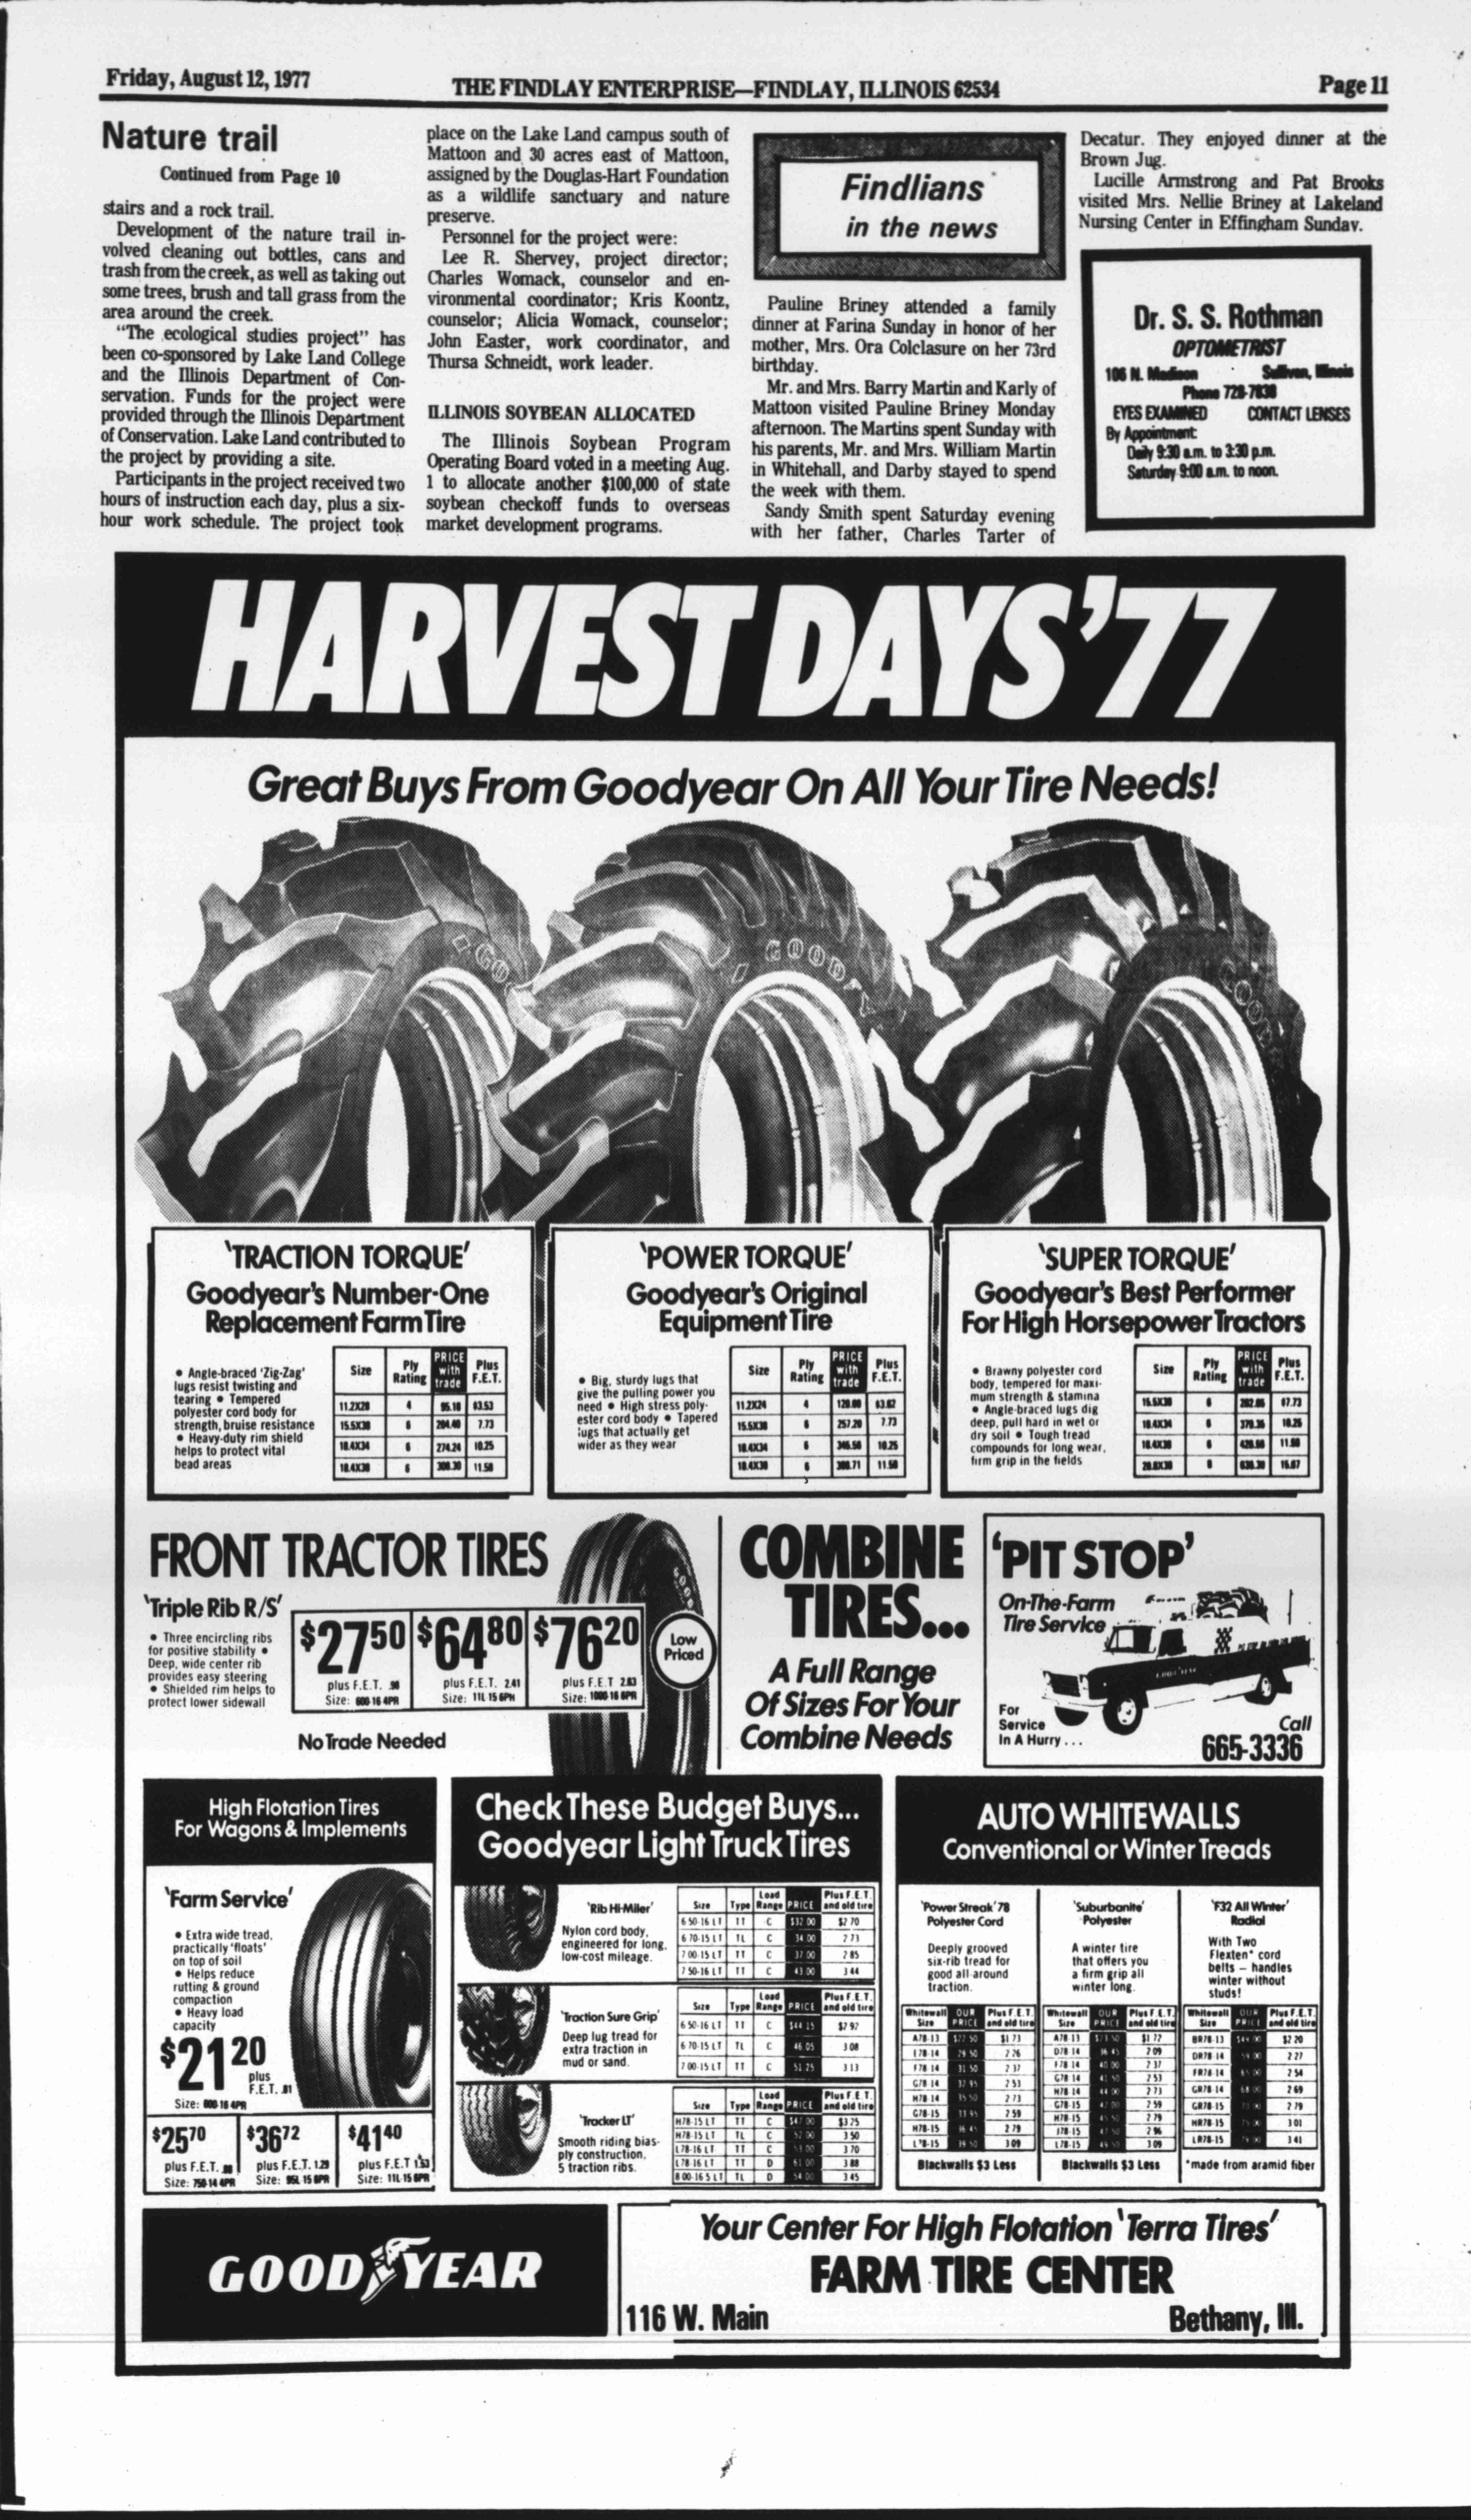 Friday, August 12, 1977
THE FINDLAY ENTERPRISE—FINDLAY, ILLINOIS 62534
Page 11
Nature trail
Continued from Page 10
stairs and a rock trail.
Development of the nature trail in-
volved cleaning out bottles, cans and
trash from the creek, as well as taking out
some trees, brush and tall grass from the
area around the creek.
"The ecological studies project" has
been co-sponsored by Lake Land College
and the Illinois Department of Con-
servation. Funds for the project were
provided through the Illinois Department
of Conservation. Lake Land contributed to
the project by providing a site.
Participants in the project received two
hours of instruction each day, plus a six-
hour work schedule. The project took
place on the Lake Land campus south of
Mattoon and 30 acres east of Mattoon,
assigned by the Douglas-Hart Foundation
as a wildlife sanctuary and nature
preserve.
Personnel for the project were:
Lee R. Shervey, project director;
Charles Womack, counselor and en-
vironmental coordinator; Kris Koontz,
counselor; Alicia Womack, counselor;
John Easter, work coordinator, and
Thursa Schneidt, work leader.
ILLINOIS SOYBEAN ALLOCATED
The Illinois Soybean Program
Operating Board voted in a meeting Aug.
1 to allocate another $100,000 of state
soybean checkoff funds to overseas
market development programs.
Findlians
in the news
Pauline Briney attended a family
dinner at Farina Sunday in honor of her
mother, Mrs. Ora Colclasure on her 73rd
birthday.
Mr. and Mrs. Barry Martin and Karly of
Mattoon visited Pauline Briney Monday
afternoon. The Martins spent Sunday with
his parents, Mr. and Mrs. William Martin
in Whitehall, and Darby stayed to spend
the week with them.
Sandy Smith spent Saturday evening
with her father, Charles Tarter of
Decatur. They enjoyed dinner at the
Brown Jug.
Lucille Armstrong and Pat Brooks
visited Mrs. Nellie Briney at Lakeland
Nursing Center in Effingham Sunday.
Dr. S. S. Rothman
OPTOMETRIST
106 N. Madison Sullivan, Illinois
Phone 728-7838
EYES EXAMINED CONTACT LENSES
By Appointment:
Daily 9:30 a.m. to 3:30 p.m.
Saturday 9:00 a.m. to noon.
HARVEST DAYS '77
Great Buys From Goodyear On All Your Tire Needs!
'TRACTION TORQUE'
Goodyear's Number-One
Replacement Farm Tire
• Angle-braced 'Zig-Zag'
lugs resist twisting and
tearing • Tempered
polyester cord body for
strength, bruise resistance
• Heavy-duty rim shield
helps to protect vital
bead areas
Size Ply Rating PRICE with trade Plus F.E.T.
11.2X28 4 95.18 $3.53
15.5X38 6 204.40 7.73
18.4X34 6 274.24 10.25
18.4X38 6 308.30 11.58
'POWER TORQUE'
Goodyear's Original
Equipment Tire
• Big, sturdy lugs that
give the pulling power you
need • High stress poly-
ester cord body • Tapered
lugs that actually get
wider as they wear
Size Ply Rating PRICE with trade Plus F.E.T.
11.2X24 4 $3.62
15.5X38 6 257.20 7.73
18.4X34 6 346.56 10.25
18.4X38 6 11.58
'SUPER TORQUE'
Goodyear's Best Performer
For High Horsepower Tractors
• Brawny polyester cord
body, tempered for maxi-
mum strength & stamina
• Angle-braced lugs dig
deep, pull hard in wet or
dry soil • Tough tread
compounds for long wear,
firm grip in the fields
Size Ply Rating PRICE with trade Plus F.E.T.
15.5X38 6 $7.73
18.4X34 6 10.25
18.4X38 8 11.58
20.8X38 8
FRONT TRACTOR TIRES
'Triple Rib R/S'
• Three encircling ribs
for positive stability •
Deep, wide center rib
provides easy steering
• Shielded rim helps to
protect lower sidewall
$27 50
plus F.E.T.
Size: 600-16 4PR
$64 80
plus F.E.T. 2.41
Size: 11L-15 6PR
$76 20
plus F.E.T 2.83
Size: 1000-16 6PR
Low
Priced
No Trade Needed
COMBINE
TIRES...
A Full Range
Of Sizes For Your
Combine Needs
'PIT STOP'
On-The-Farm
Tire Service
For
Service
In A Hurry . . .
Call
665-3336
High Flotation Tires
For Wagons & Implements
'Farm Service'
• Extra wide tread,
practically 'floats'
on top of soil
• Helps reduce
rutting & ground
compaction
• Heavy load
capacity
$21 20
plus
F.E.T. .81
Size: 600-16 4PR
$25 70
plus F.E.T.
Size: 750-14 4PR
$36 72
plus F.E.T. 1.29
Size: 95L 15 8PR
$41 40
plus F.E.T 1.53
Size: 11L-15 8PR
Check These Budget Buys...
Goodyear Light Truck Tires
'Rib Hi-Miler'
Nylon cord body,
engineered for long,
low-cost mileage.
Size Type Load Range PRICE Plus F.E.T. and old tire
6 50-16 LT TT C $32 00 $2 70
6 70-15 LT TL C 34 00 2 73
7 00-15 LT TT C 37 00 2 85
7 50-16 LT TT C 43 00 3 44
'Traction Sure Grip'
Deep lug tread for
extra traction in
mud or sand.
Size Type Load Range PRICE Plus F.E.T. and old tire
6 50-16 LT TT C $44 15 $2 97
6 70-15 LT TL C 46 05 3 08
7 00-15 LT TT C 51 25 3 13
'Tracker LT'
Smooth riding bias-
ply construction,
5 traction ribs.
Size Type Load Range PRICE Plus F.E.T. and old tire
H78-15 LT TT C $47 00 $3.25
H78-15 LT TL C 52 00 3 50
L78-16 LT TT C 53 00 3 70
L78-16 LT TT D 61 00 3 88
8 00-16 5 LT TL D 54 00 3 45
AUTO WHITEWALLS
Conventional or Winter Treads
'Power Streak' 78
Polyester Cord
Deeply grooved
six-rib tread for
good all-around
traction.
Whitewall Size OUR PRICE Plus F.E.T. and old tire
A78-13 $22 50 $1 73
E78-14 29 50 2 26
F78-14 31 50 2 37
G78-14 32 95 2 53
H78-14 35 50 2 73
G78-15 33 95 2 59
H78-15 36 45 2 79
L78-15 39 50 3 09
Blackwalls $3 Less
'Suburbanite'
Polyester
A winter tire
that offers you
a firm grip all
winter long.
Whitewall Size OUR PRICE Plus F.E.T. and old tire
A78-13 $1 72
D78-14 36 45 2 09
F78-14 40 00 2 37
G78-14 41 50 2 53
H78-14 44 00 2 73
G78-15 42 00 2 59
H78-15 45 50 2 79
J78-15 47 50 2 96
L78-15 49 50 3 09
Blackwalls $3 Less
'F32 All Winter'
Radial
With Two
Flexten* cord
belts — handles
winter without
studs!
Whitewall Size OUR PRICE Plus F.E.T. and old tire
BR78-13 $2 20
DR78-14 2 27
FR78-14 2 54
GR78-14 2 69
GR78-15 2 79
HR78-15 3 01
LR78-15 3 41
*made from aramid fiber
GOODYEAR
Your Center For High Flotation 'Terra Tires'
FARM TIRE CENTER
116 W. Main
Bethany, Ill.